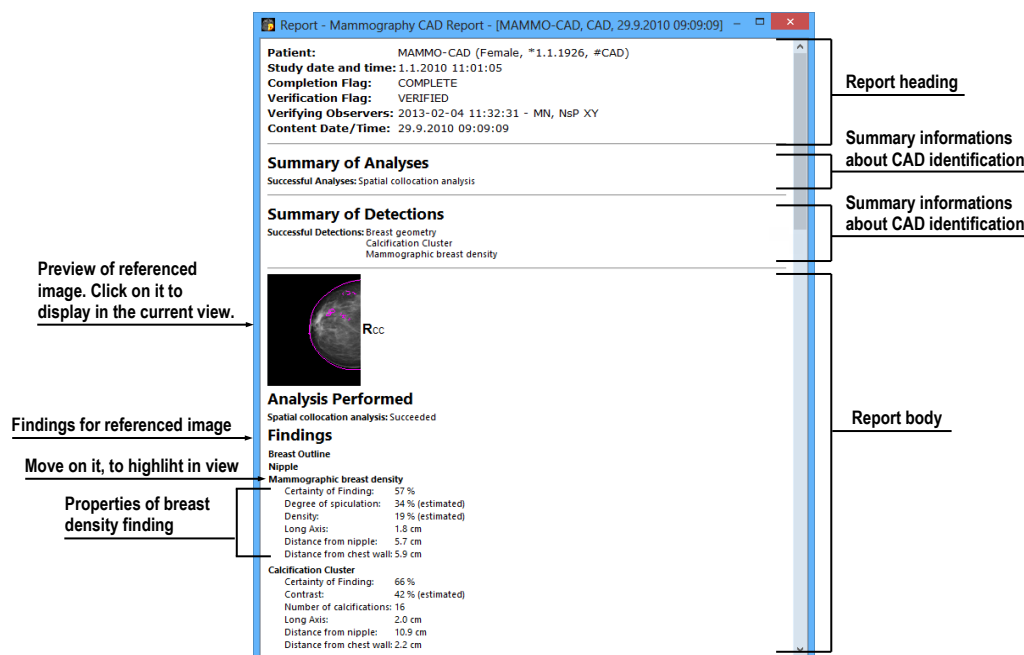 Report - Mammography CAD Report - [MAMMO-CAD, CAD, 29.9.2010 09:09:09]
Patient: MAMMO-CAD (Female, *1.1.1926, #CAD)
Study date and time: 1.1.2010 11:01:05
Completion Flag: COMPLETE
Verification Flag: VERIFIED
Verifying Observers: 2013-02-04 11:32:31 - MN, NsP XY
Content Date/Time: 29.9.2010 09:09:09
Report heading
Summary of Analyses
Successful Analyses: Spatial collocation analysis
Summary informations
about CAD identification
Summary of Detections
Successful Detections: Breast geometry
Calcification Cluster
Mammographic breast density
Summary informations
about CAD identification
Preview of referenced
image. Click on it to
display in the current view.
RCC
Analysis Performed
Spatial collocation analysis: Succeeded
Report body
Findings for referenced image
Findings
Breast Outline
Nipple
Move on it, to highliht in view
Mammographic breast density
Certainty of Finding: 57 %
Degree of spiculation: 34 % (estimated)
Density: 19 % (estimated)
Long Axis: 1.8 cm
Distance from nipple: 5.7 cm
Distance from chest wall: 5.9 cm
Properties of breast
density finding
Calcification Cluster
Certainty of Finding: 66 %
Contrast: 42 % (estimated)
Number of calcifications: 16
Long Axis: 2.0 cm
Distance from nipple: 10.9 cm
Distance from chest wall: 2.2 cm